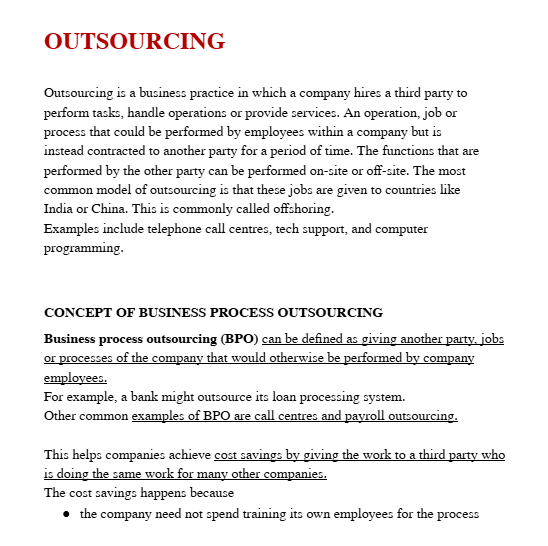 OUTSOURCING
Outsourcing is a business practice in which a company hires a third party to
perform tasks, handle operations or provide services. An operation, job or
process that could be performed by employees within a company but is
instead contracted to another party for a period of time. The functions that are
performed by the other party can be performed on-site or off-site. The most
common model of outsourcing is that these jobs are given to countries like
India or China. This is commonly called offshoring.
Examples include telephone call centres, tech support, and computer
programming.
CONCEPT OF BUSINESS PROCESS OUTSOURCING
Business process outsourcing (BPO) can be defined as giving another party, jobs
or processes of the company that would otherwise be performed by company
employees.
For example, a bank might outsource its loan processing system.
Other common examples of BPO are call centres and payroll outsourcing.
This helps companies achieve cost savings by giving the work to a third party who
is doing the same work for many other companies.
The cost savings happens because
● the company need not spend training its own employees for the process